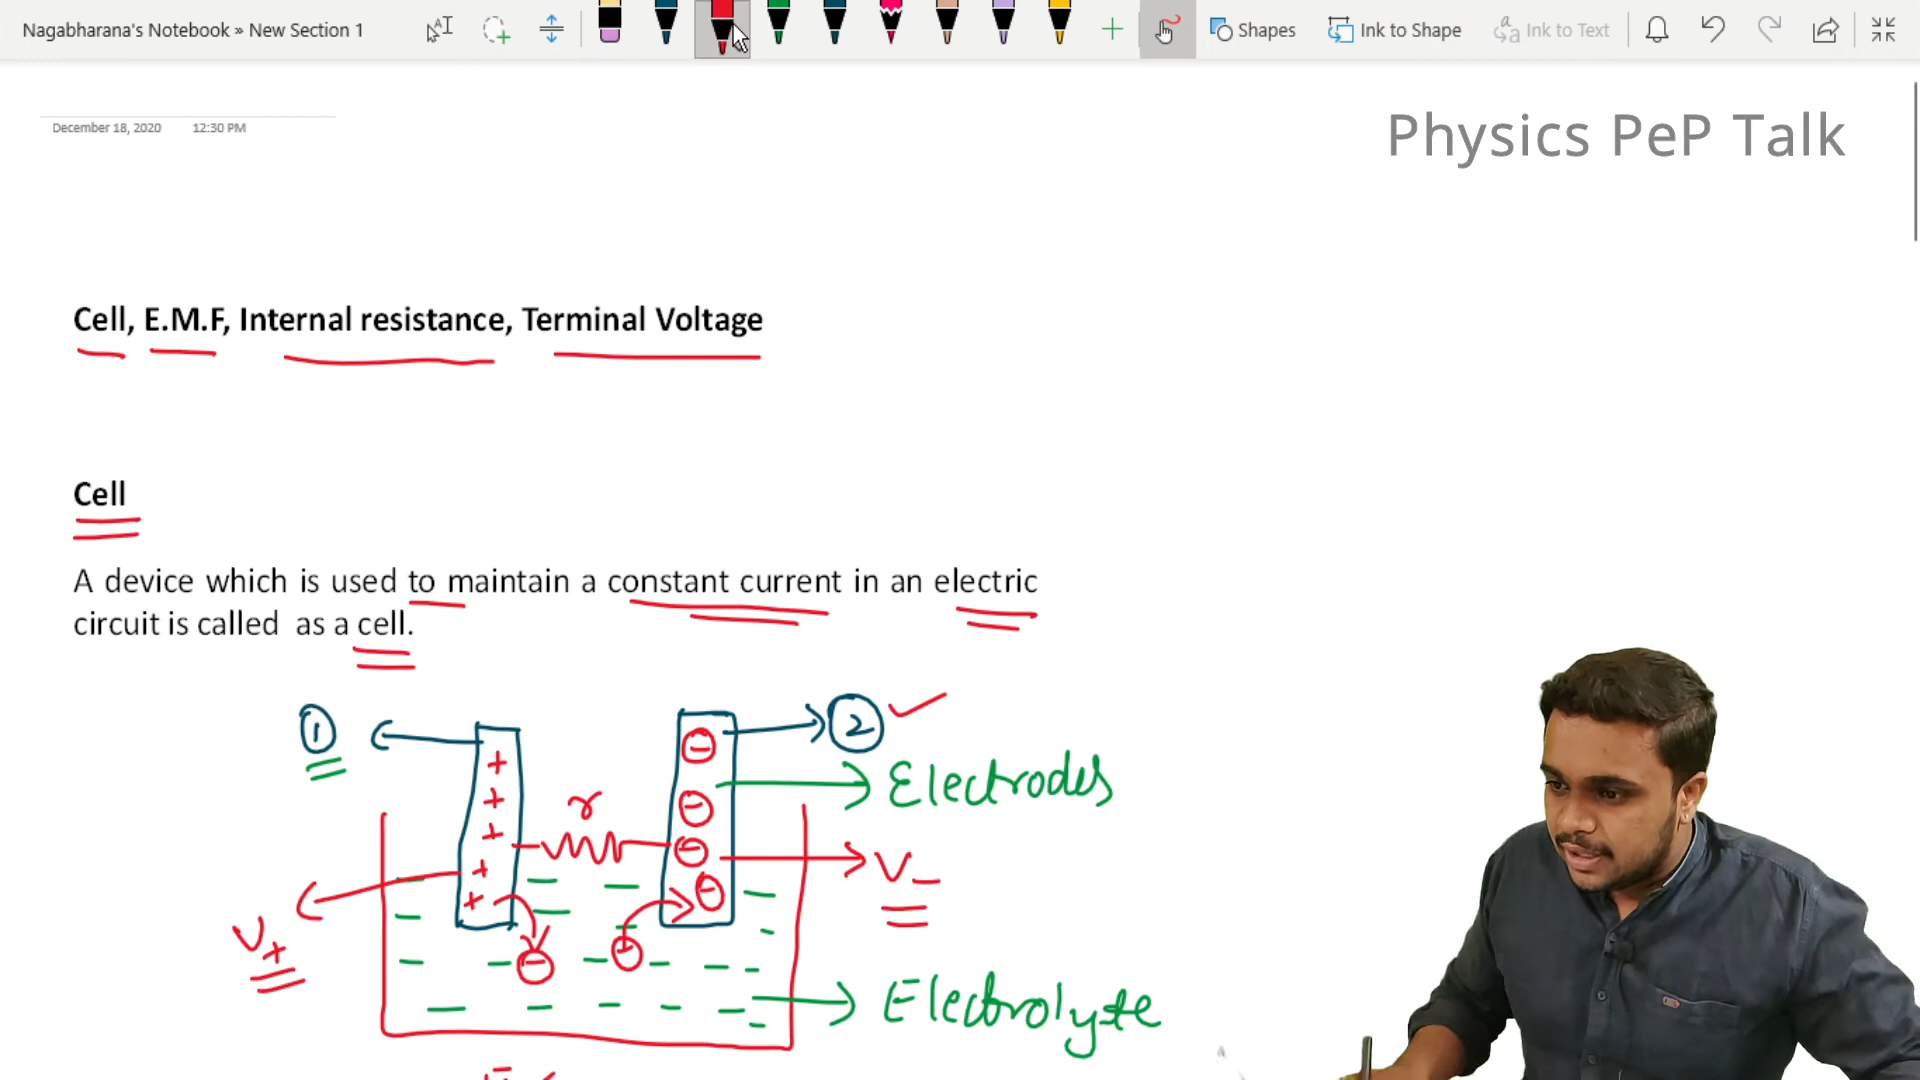 Nagabharana's Notebook » New Section 1
Shapes
Ink to Shape
Ink to Text
December 18, 2020 12:30 PM
Physics PeP Talk
Cell, E.M.F, Internal resistance, Terminal Voltage
Cell
A device which is used to maintain a constant current in an electric
circuit is called as a cell.
1
2
Electrodes
r
+
+
+
+
+
−
−
−
−
V−
V+
−
−
Electrolyte